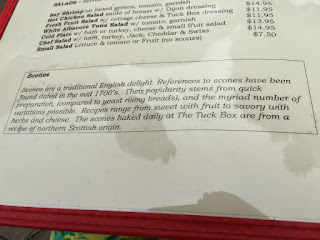 SALADS
Bay Shrimp on mixed greens, tomato, garnish $14.95
Hot Chicken Salad saute of breast w/ Dijon dressing $11.95
Fresh Fruit Salad w/ cottage cheese & Tuck Box dressing $11.95
White Albacore Tuna Salad w/ tomato, garnish $13.95
Cold Plate w/ ham or turkey, cheese & small fruit salad $14.95
Chef Salad w/ ham, turkey, Jack, Cheddar & Swiss $14.95
Small Salad Lettuce & tomato or Fruit (no scones) $7.50
Scones
Scones are a traditional English delight. References to scones have been
found dated in the mid 1700's. Their popularity stems from quick
preparation, (compared to yeast rising breads), and the myriad number of
variations possible. Recipes range from sweet with fruit to savory with
herbs and cheese. The scones baked daily at The Tuck Box are from a
recipe of northern Scottish origin.